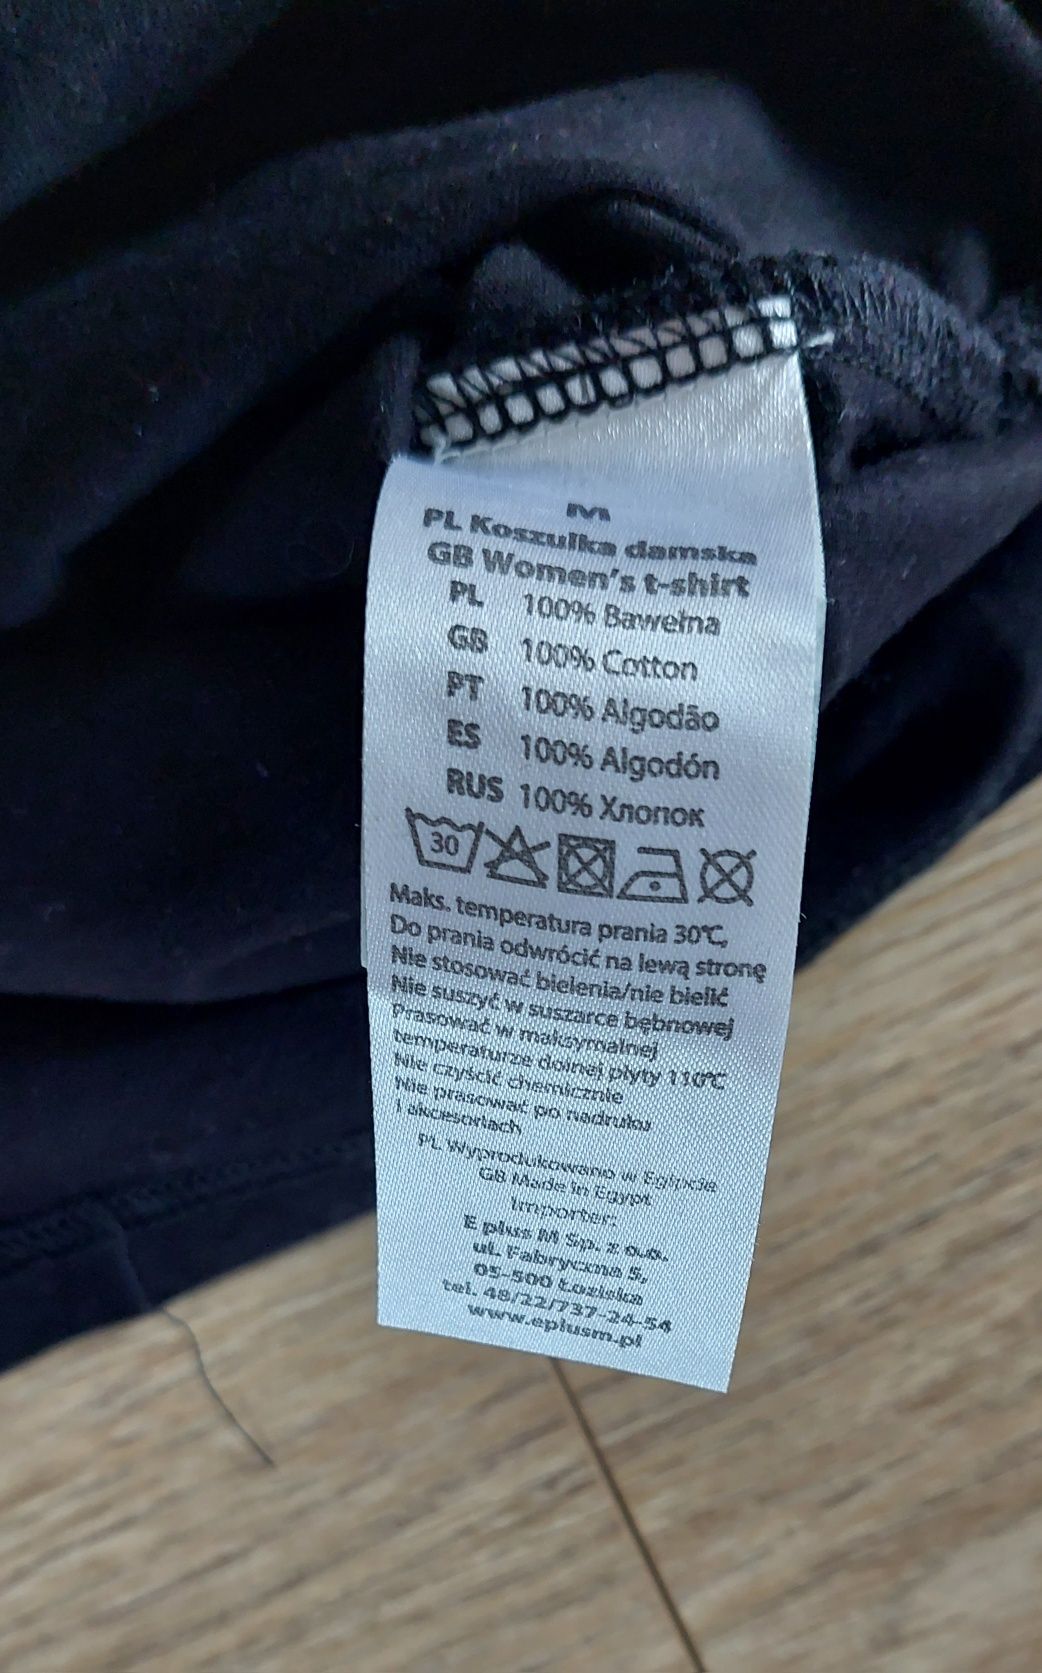 M
PL Koszulka damska
GB Women's t-shirt
PL 100% Bawełna
GB 100% Cotton
PT 100% Algodão
ES 100% Algodón
RUS 100% Хлопок
30
Maks. temperatura prania 30℃,
Do prania odwrócić na lewą stronę
Nie stosować bielenia/nie bielić
Nie suszyć w suszarce bębnowej
Prasować w maksymalnej
temperaturze dolnej płyty 110℃
Nie czyścić chemicznie
Nie prasować po nadruku
i akcesoriach
PL Wyprodukowano w Egipcie
GB Made in Egypt
Importer:
E plus M Sp. z o.o.
ul. Fabryczna 5,
05-500 Łoziska
tel. 48/22/737-24-54
www.eplusm.pl